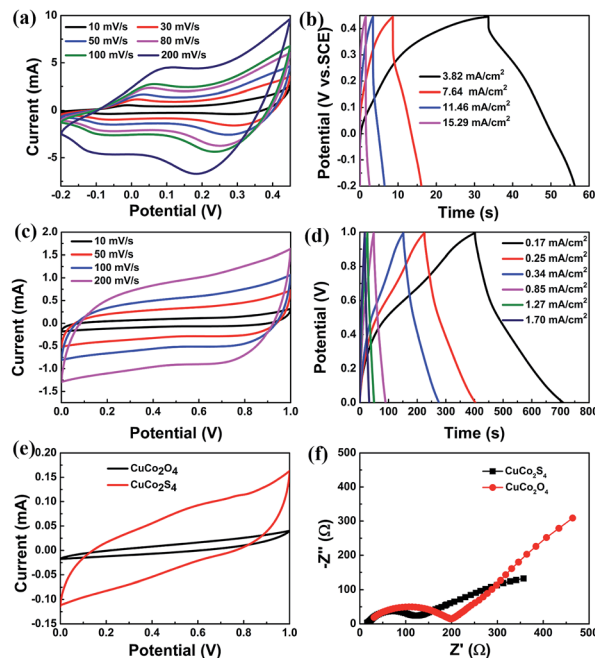 (a)
10 mV/s
30 mV/s
50 mV/s
80 mV/s
100 mV/s
200 mV/s
Current (mA)
10
5
0
-5
-0.2 -0.1 0.0 0.1 0.2 0.3 0.4
Potential (V)
(b)
3.82 mA/cm2
7.64 mA/cm2
11.46 mA/cm2
15.29 mA/cm2
Potential (V vs.SCE)
0.4
0.2
0.0
-0.2
0 10 20 30 40 50 60
Time (s)
(c)
10 mV/s
50 mV/s
100 mV/s
200 mV/s
Current (mA)
2.0
1.5
1.0
0.5
0.0
-0.5
-1.0
-1.5
0.0 0.2 0.4 0.6 0.8 1.0
Potential (V)
(d)
0.17 mA/cm2
0.25 mA/cm2
0.34 mA/cm2
0.85 mA/cm2
1.27 mA/cm2
1.70 mA/cm2
Potential (V)
1.0
0.8
0.6
0.4
0.2
0.0
0 100 200 300 400 500 600 700 800
Time (s)
(e)
CuCo2O4
CuCo2S4
Current (mA)
0.20
0.15
0.10
0.05
0.00
-0.05
-0.10
0.0 0.2 0.4 0.6 0.8 1.0
Potential (V)
(f)
CuCo2S4
CuCo2O4
-Z'' (Ω)
-500
-400
-300
-200
-100
0
0 100 200 300 400 500
Z' (Ω)